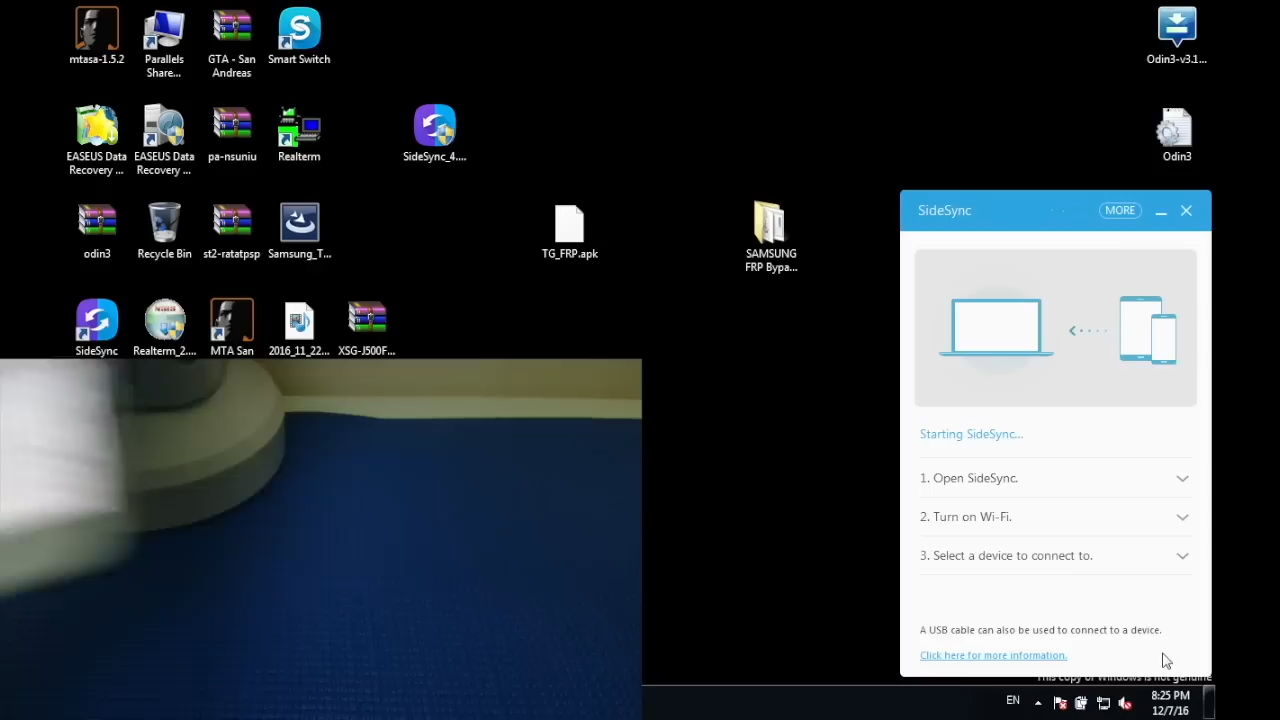 mtasa-1.5.2
Parallels
Share...
GTA - San
Andreas
Smart Switch
Odin3-v3.1...
EASEUS Data
Recovery ...
EASEUS Data
Recovery ...
pa-nsuniu
Realterm
SideSync_4....
Odin3
odin3
Recycle Bin
st2-ratatpsp
Samsung_T...
TG_FRP.apk
SAMSUNG
FRP Bypa...
SideSync
Realterm_2....
MTA San
2016_11_22...
XSG-J500F...
SideSync
MORE
Starting SideSync...
1. Open SideSync.
2. Turn on Wi-Fi.
3. Select a device to connect to.
A USB cable can also be used to connect to a device.
Click here for more information.
This copy of Windows is not genuine
EN
8:25 PM
12/7/16